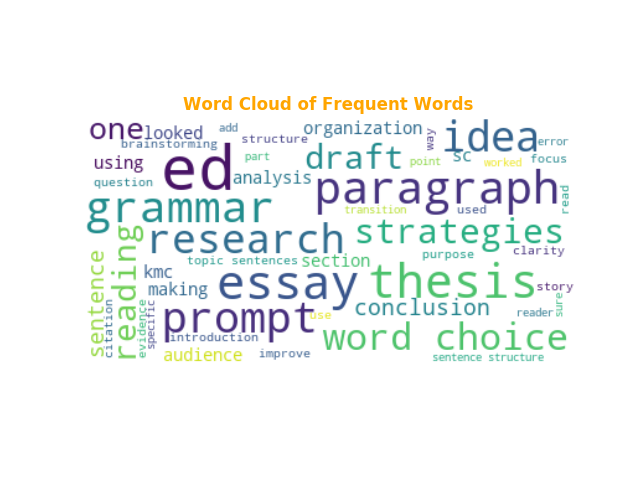 Word Cloud of Frequent Words
one
looked
add
structure
organization
way
idea
error
brainstorming
using
ed
part
draft
point
sc
worked
focus
question
analysis
paragraph
read
grammar
transition
used
research
strategies
purpose
clarity
sentence
reading
topic sentences
section
kmc
making
essay
thesis
story
citation
evidence
specific
prompt
use
conclusion
reader
sure
introduction
word choice
audience
improve
sentence structure